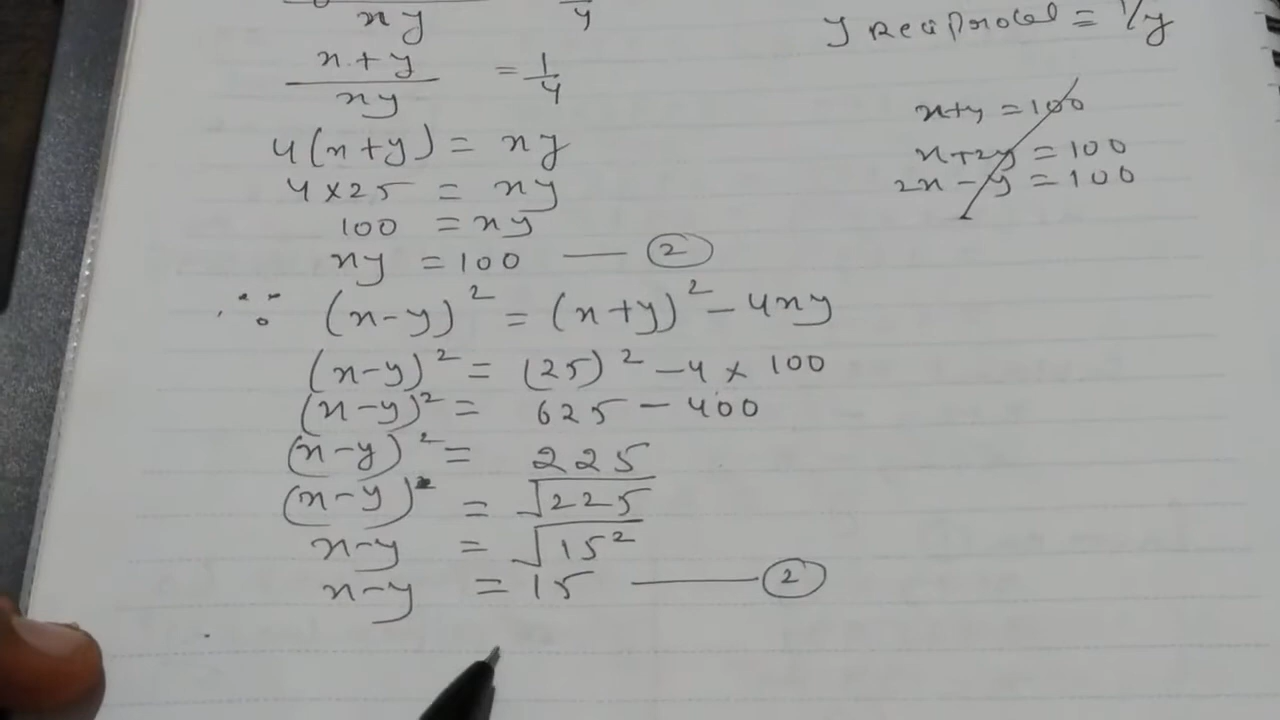 xy y
x+y = 1/4
xy
4(x+y) = xy
4×25 = xy
100 = xy
xy = 100 — 2
∵ (x-y)² = (x+y)² - 4xy
(x-y)² = (25)² - 4 × 100
(x-y)² = 625 - 400
(x-y)² = 225
(x-y) = √225
x-y = √15²
x-y = 15 — 2
y Reciprocal = 1/y
x+y = 100
x+2y = 100
2x-y = 100